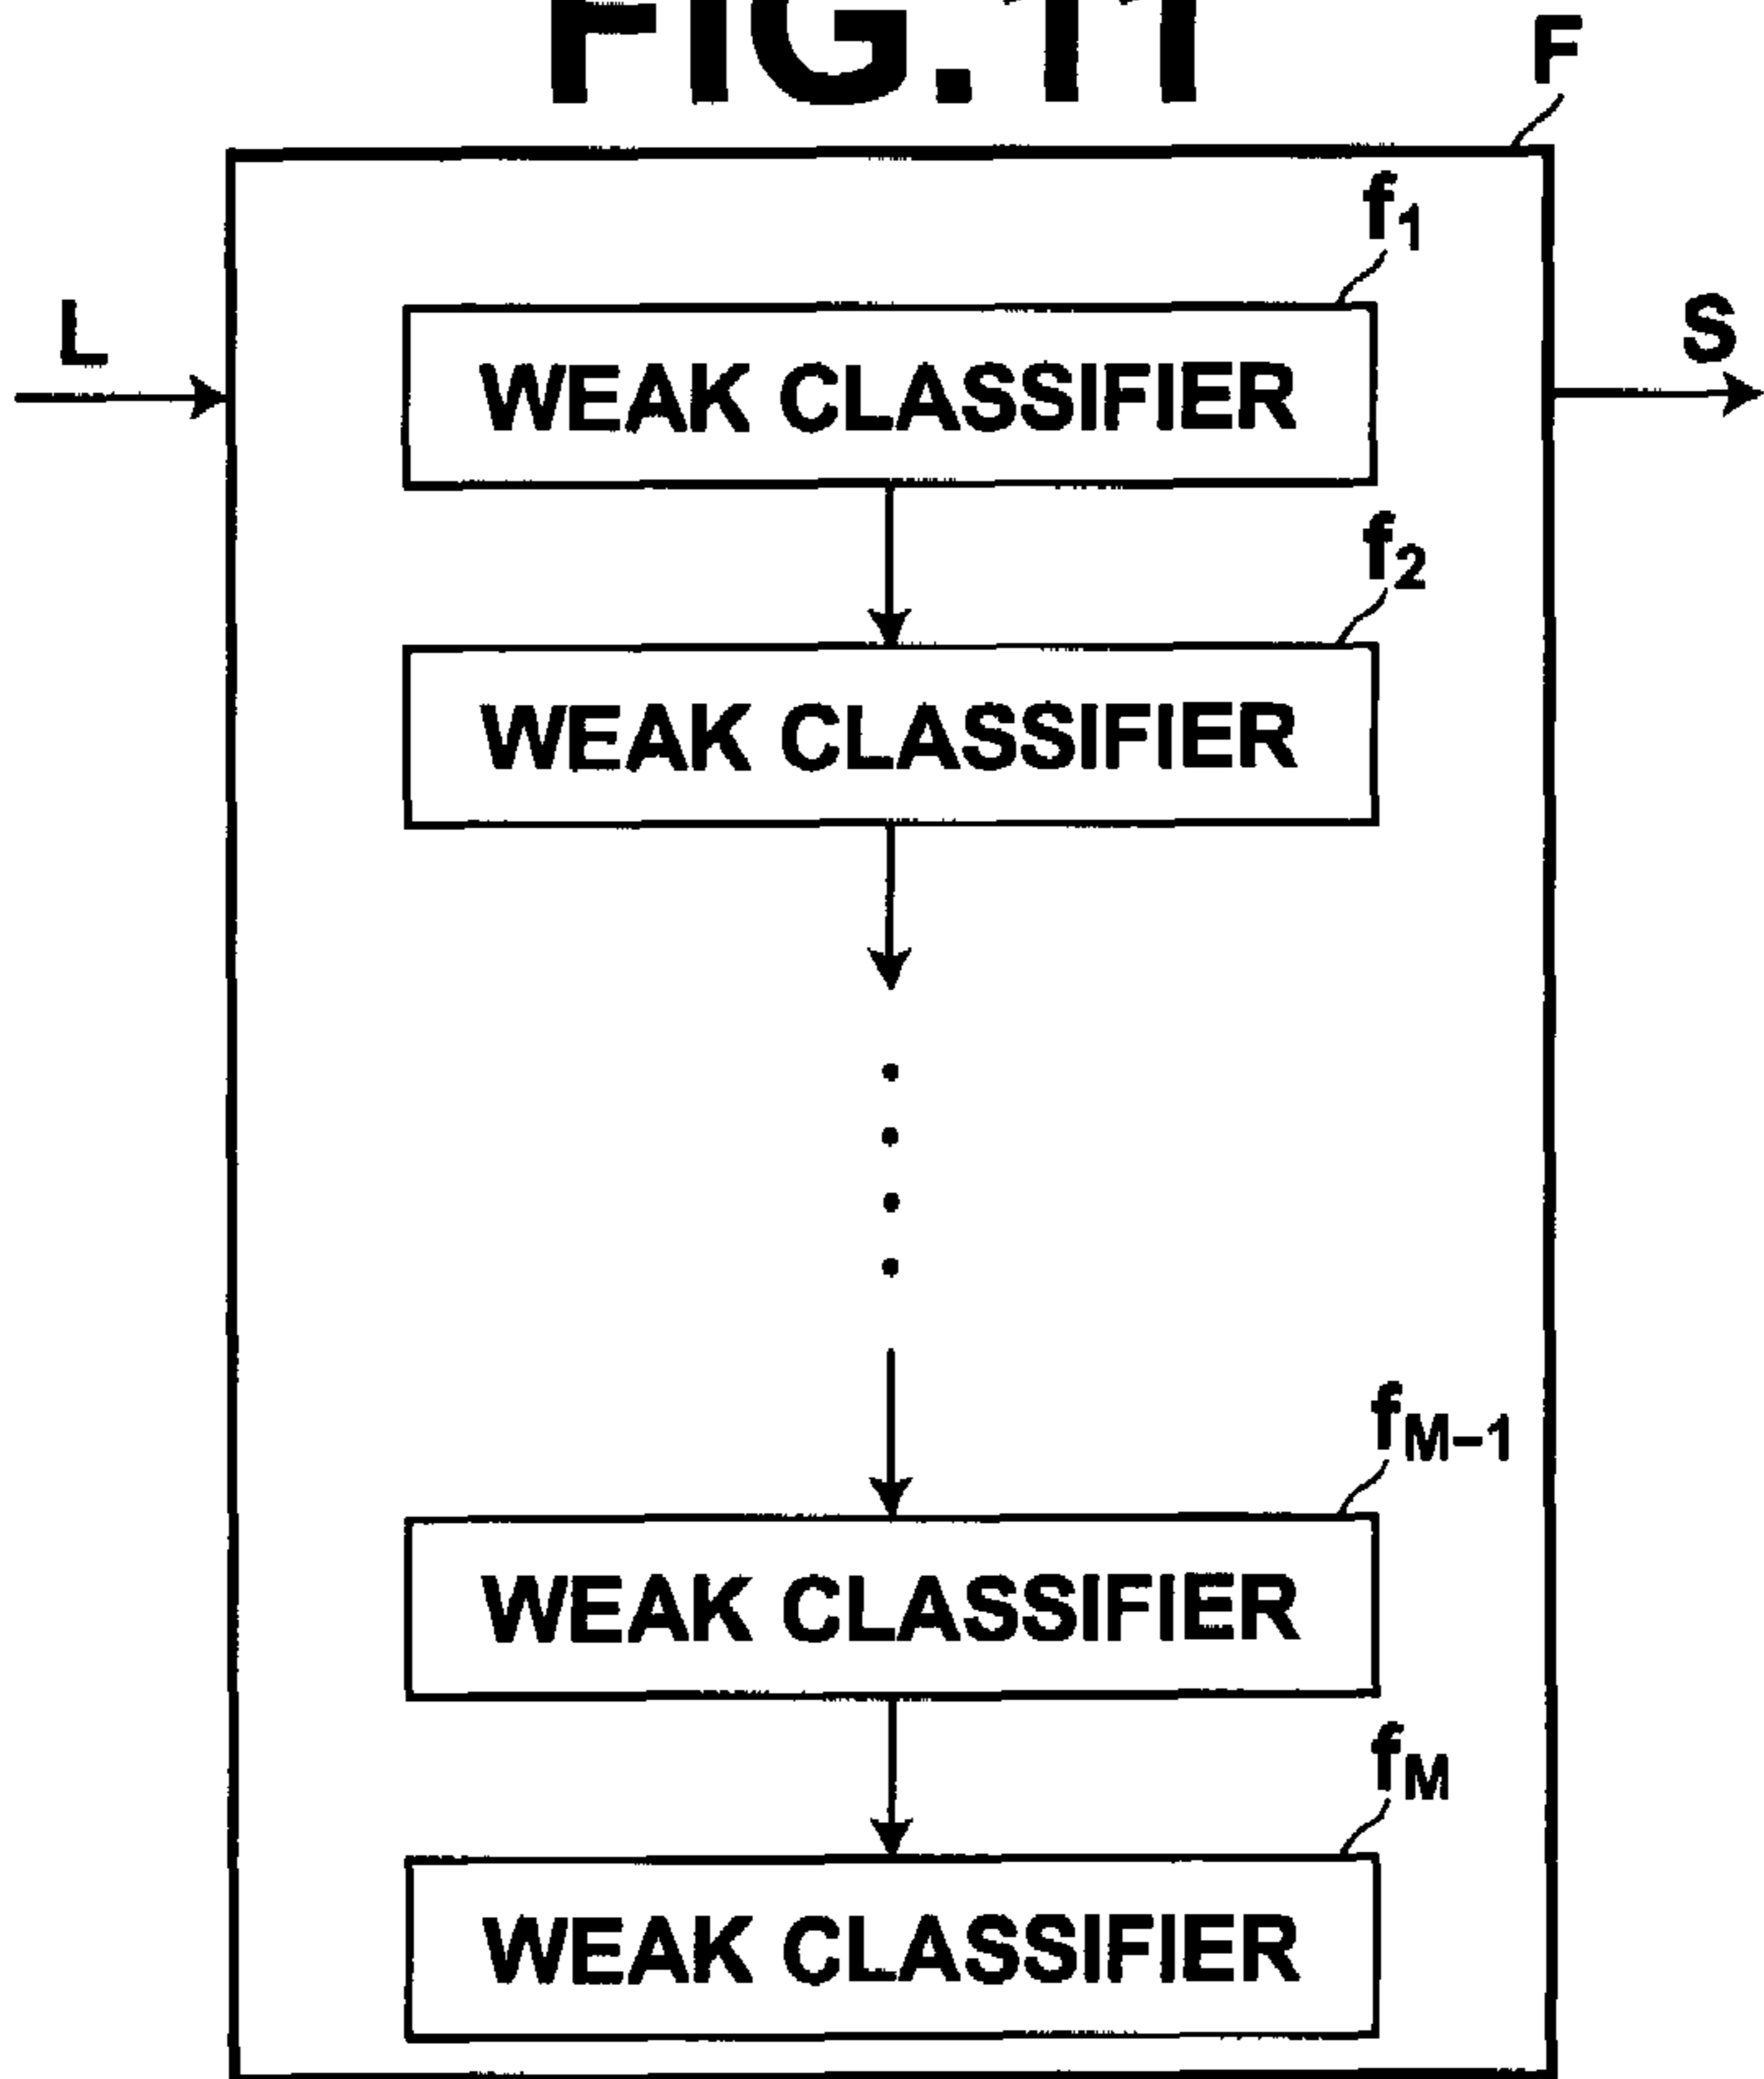 FIG.11
F
f1
L
WEAK CLASSIFIER
S
f2
WEAK CLASSIFIER
fM-1
WEAK CLASSIFIER
fM
WEAK CLASSIFIER